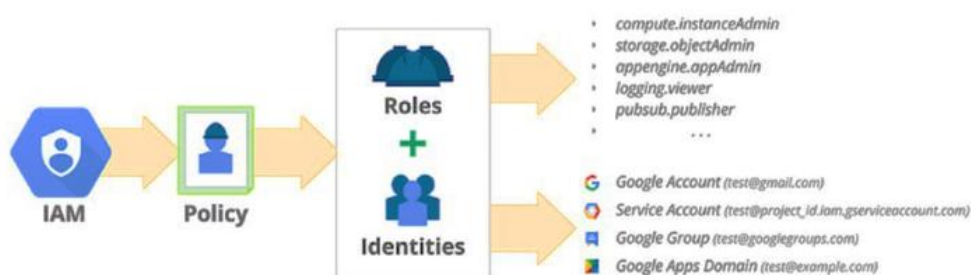 compute.instanceAdmin
storage.objectAdmin
appengine.appAdmin
logging.viewer
pubsub.publisher
...
Roles
+
Identities
IAM
Policy
Google Account (test@gmail.com)
Service Account (test@project_id.iam.gserviceaccount.com)
Google Group (test@googlegroups.com)
Google Apps Domain (test@example.com)